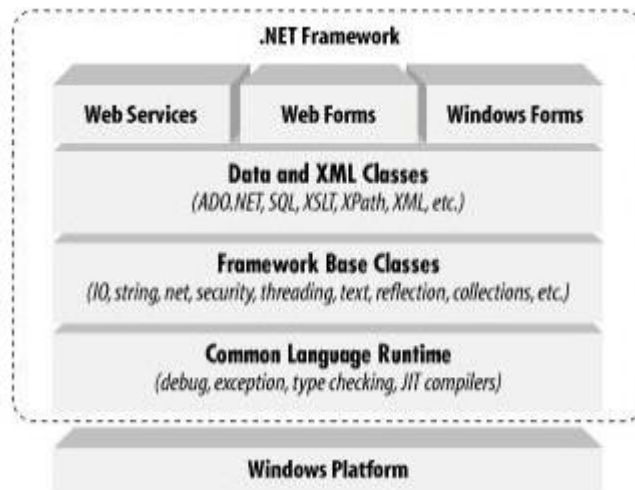 .NET Framework
Web Services
Web Forms
Windows Forms
Data and XML Classes
(ADO.NET, SQL, XSLT, XPath, XML, etc.)
Framework Base Classes
(IO, string, net, security, threading, text, reflection, collections, etc.)
Common Language Runtime
(debug, exception, type checking, JIT compilers)
Windows Platform